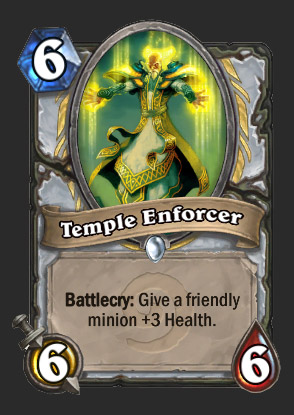 6
Temple Enforcer
Battlecry: Give a friendly
minion +3 Health.
6
6